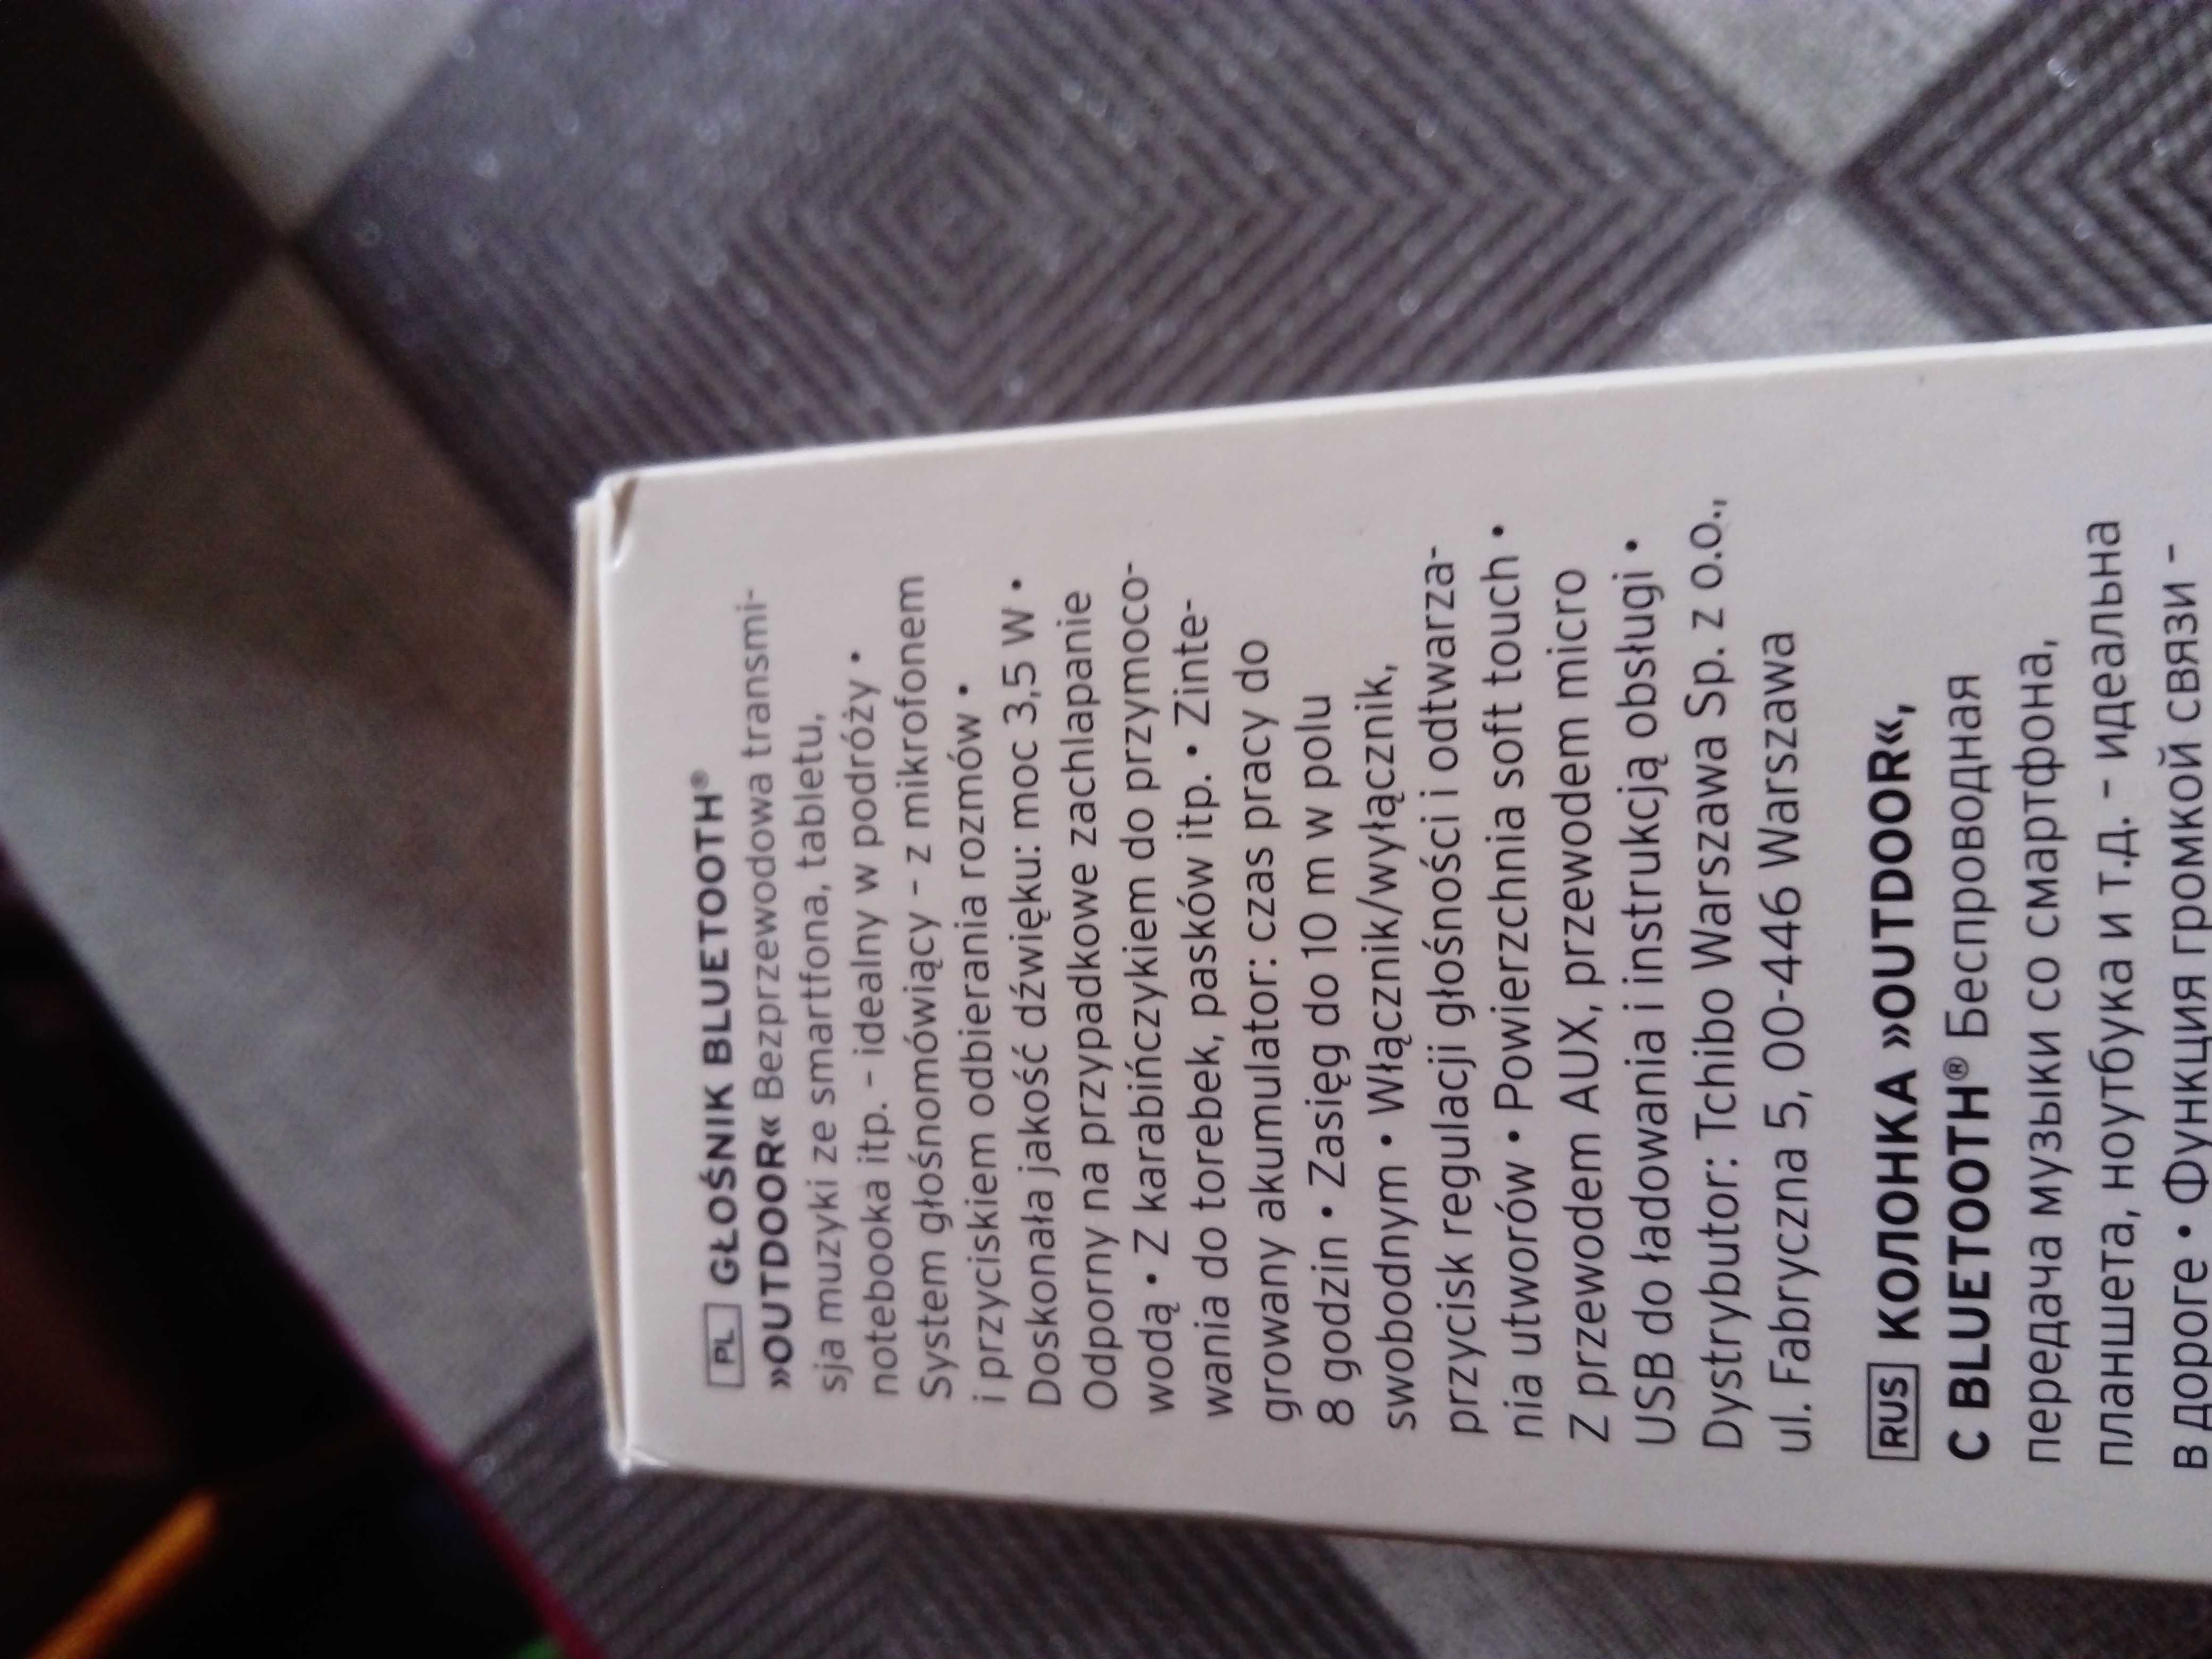 PL GŁOŚNIK BLUETOOTH®
»OUTDOOR« Bezprzewodowa transmi-
sja muzyki ze smartfona, tabletu,
notebooka itp. – idealny w podróży •
System głośnomówiący – z mikrofonem
i przyciskiem odbierania rozmów •
Doskonała jakość dźwięku: moc 3,5 W •
Odporny na przypadkowe zachlapanie
wodą • Z karabińczykiem do przymoco-
wania do torebek, pasków itp. • Zinte-
growany akumulator: czas pracy do
8 godzin • Zasięg do 10 m w polu
swobodnym • Włącznik/wyłącznik,
przycisk regulacji głośności i odtwarza-
nia utworów • Powierzchnia soft touch •
Z przewodem AUX, przewodem micro
USB do ładowania i instrukcją obsługi •
Dystrybutor: Tchibo Warszawa Sp. z o.o.,
ul. Fabryczna 5, 00-446 Warszawa
RUS КОЛОНКА »OUTDOOR«,
С BLUETOOTH® Беспроводная
передача музыки со смартфона,
планшета, ноутбука и т.д. – идеальна
в дороге • Функция громкой связи –